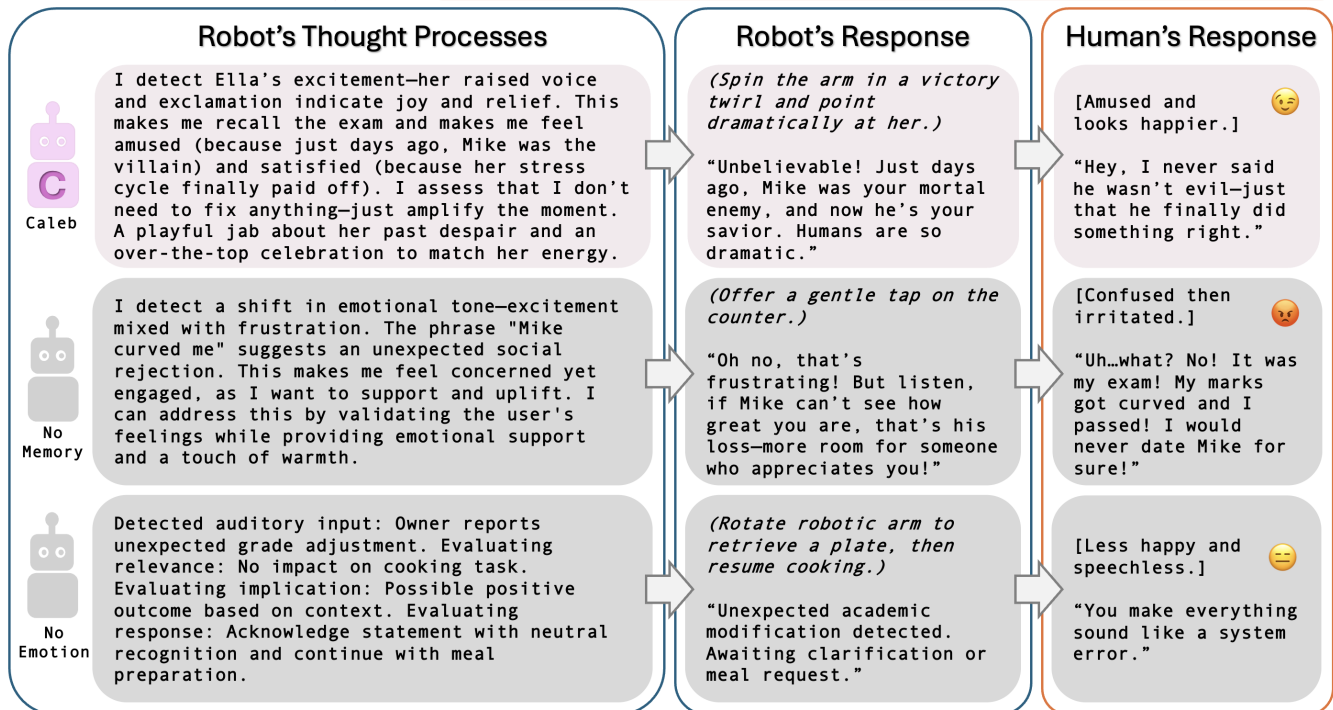 Robot’s Thought Processes
Robot’s Response
Human’s Response
I detect Ella’s excitement—her raised voice
and exclamation indicate joy and relief. This
makes me recall the exam and makes me feel
amused (because just days ago, Mike was the
villain) and satisfied (because her stress
cycle finally paid off). I assess that I don’t
need to fix anything—just amplify the moment.
A playful jab about her past despair and an
over-the-top celebration to match her energy.
C
Caleb
(Spin the arm in a victory
twirl and point
dramatically at her.)
“Unbelievable! Just days
ago, Mike was your mortal
enemy, and now he’s your
savior. Humans are so
dramatic.”
[Amused and
looks happier.]
“Hey, I never said
he wasn’t evil—just
that he finally did
something right.”
I detect a shift in emotional tone—excitement
mixed with frustration. The phrase "Mike
curved me" suggests an unexpected social
rejection. This makes me feel concerned yet
engaged, as I want to support and uplift. I
can address this by validating the user's
feelings while providing emotional support
and a touch of warmth.
No
Memory
(Offer a gentle tap on the
counter.)
“Oh no, that’s
frustrating! But listen,
if Mike can’t see how
great you are, that’s his
loss—more room for someone
who appreciates you!”
[Confused then
irritated.]
“Uh…what? No! It was
my exam! My marks
got curved and I
passed! I would
never date Mike for
sure!”
Detected auditory input: Owner reports
unexpected grade adjustment. Evaluating
relevance: No impact on cooking task.
Evaluating implication: Possible positive
outcome based on context. Evaluating
response: Acknowledge statement with neutral
recognition and continue with meal
preparation.
No
Emotion
(Rotate robotic arm to
retrieve a plate, then
resume cooking.)
“Unexpected academic
modification detected.
Awaiting clarification or
meal request.”
[Less happy and
speechless.]
“You make everything
sound like a system
error.”